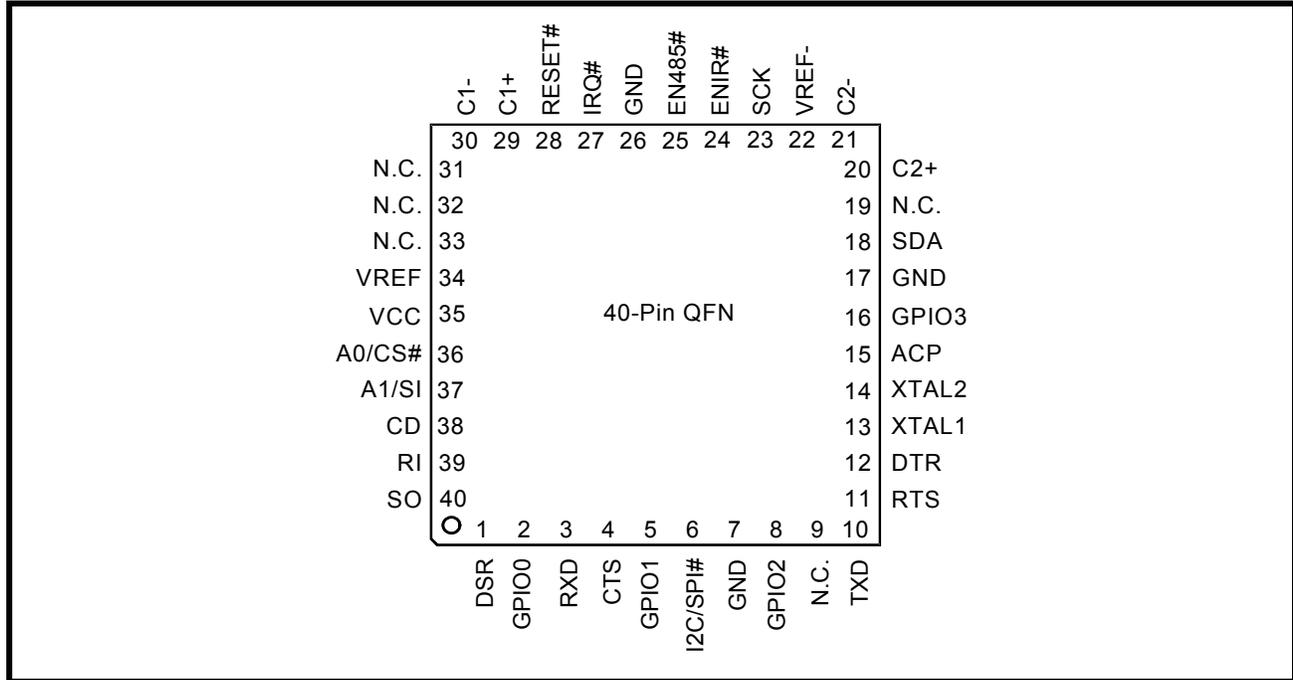 C1- C1+ RESET# IRQ# GND EN485# ENIR# SCK VREF- C2-
30 29 28 27 26 25 24 23 22 21
N.C. 31 20 C2+
N.C. 32 19 N.C.
N.C. 33 18 SDA
VREF 34 17 GND
VCC 35 40-Pin QFN 16 GPIO3
A0/CS# 36 15 ACP
A1/SI 37 14 XTAL2
CD 38 13 XTAL1
RI 39 12 DTR
SO 40 11 RTS
1 2 3 4 5 6 7 8 9 10
DSR GPIO0 RXD CTS GPIO1 I2C/SPI# GND GPIO2 N.C. TXD